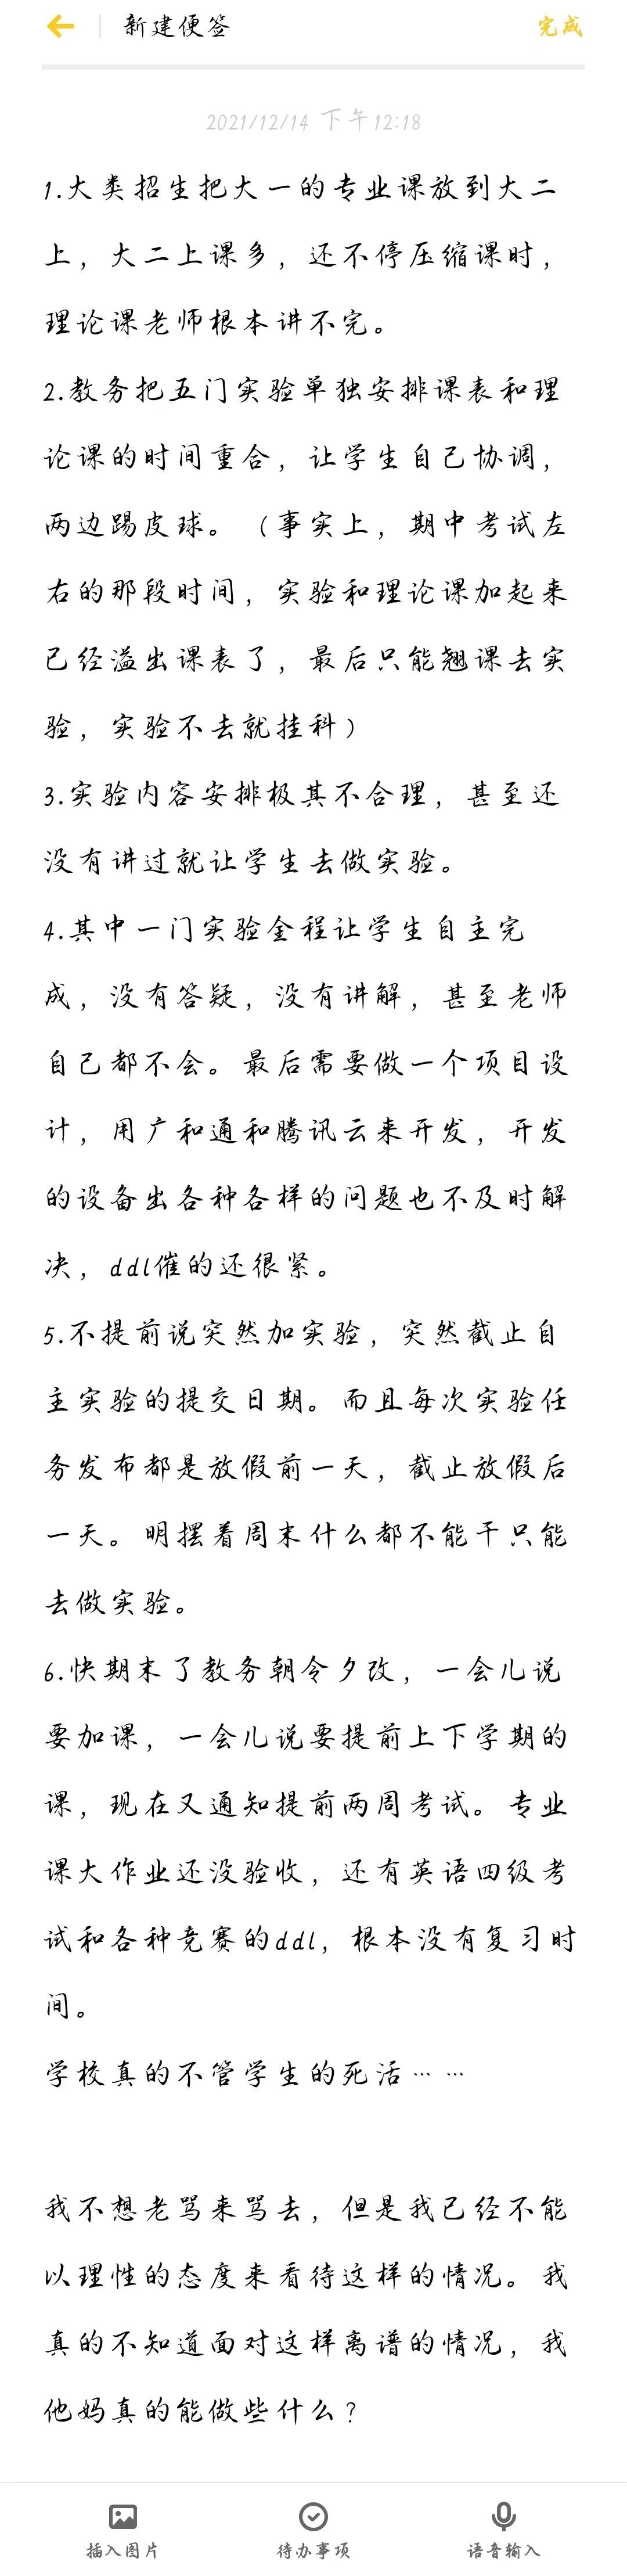 新建便签
完成
2021/12/14 下午12:18
1.大类招生把大一的专业课放到大二
上，大二上课多，还不停压缩课时，
理论课老师根本讲不完。
2.教务把五门实验单独安排课表和理
论课的时间重合，让学生自己协调，
两边踢皮球。（事实上，期中考试左
右的那段时间，实验和理论课加起来
已经溢出课表了，最后只能翘课去实
验，实验不去就挂科）
3.实验内容安排极其不合理，甚至还
没有讲过就让学生去做实验。
4.其中一门实验全程让学生自主完
成，没有答疑，没有讲解，甚至老师
自己都不会。最后需要做一个项目设
计，用广和通和腾讯云来开发，开发
的设备出各种各样的问题也不及时解
决，ddl催的还很紧。
5.不提前说突然加实验，突然截止自
主实验的提交日期。而且每次实验任
务发布都是放假前一天，截止放假后
一天。明摆着周末什么都不能干只能
去做实验。
6.快期末了教务朝令夕改，一会儿说
要加课，一会儿说要提前上下学期的
课，现在又通知提前两周考试。专业
课大作业还没验收，还有英语四级考
试和各种竞赛的ddl，根本没有复习时
间。
学校真的不管学生的死活……
我不想老骂来骂去，但是我已经不能
以理性的态度来看待这样的情况。我
真的不知道面对这样离谱的情况，我
他妈真的能做些什么？
插入图片
待办事项
语音输入